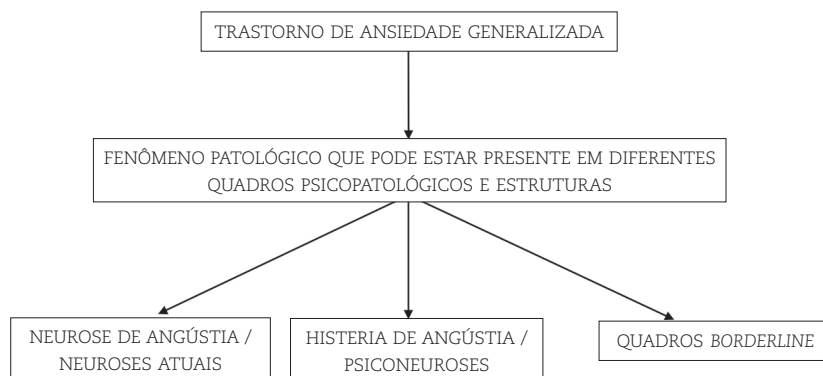 TRASTORNO DE ANSIEDADE GENERALIZADA
FENÔMENO PATOLÓGICO QUE PODE ESTAR PRESENTE EM DIFERENTES
QUADROS PSICOPATOLÓGICOS E ESTRUTURAS
NEUROSE DE ANGÚSTIA /
NEUROSES ATUAIS
HISTERIA DE ANGÚSTIA /
PSICONEUROSES
QUADROS BORDERLINE